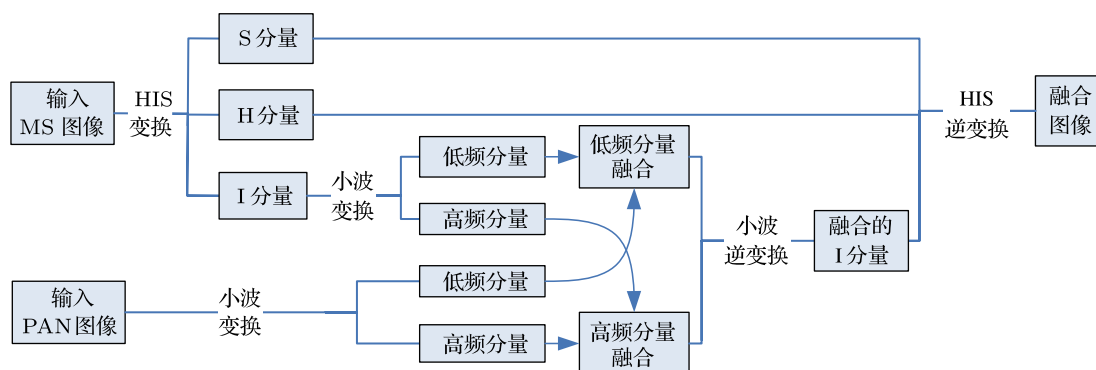 S分量
输入
MS 图像
HIS
变换
H分量
I分量
小波
变换
低频分量
高频分量
低频分量
融合
输入
PAN图像
小波
变换
低频分量
高频分量
高频分量
融合
小波
逆变换
融合的
I分量
HIS
逆变换
融合
图像